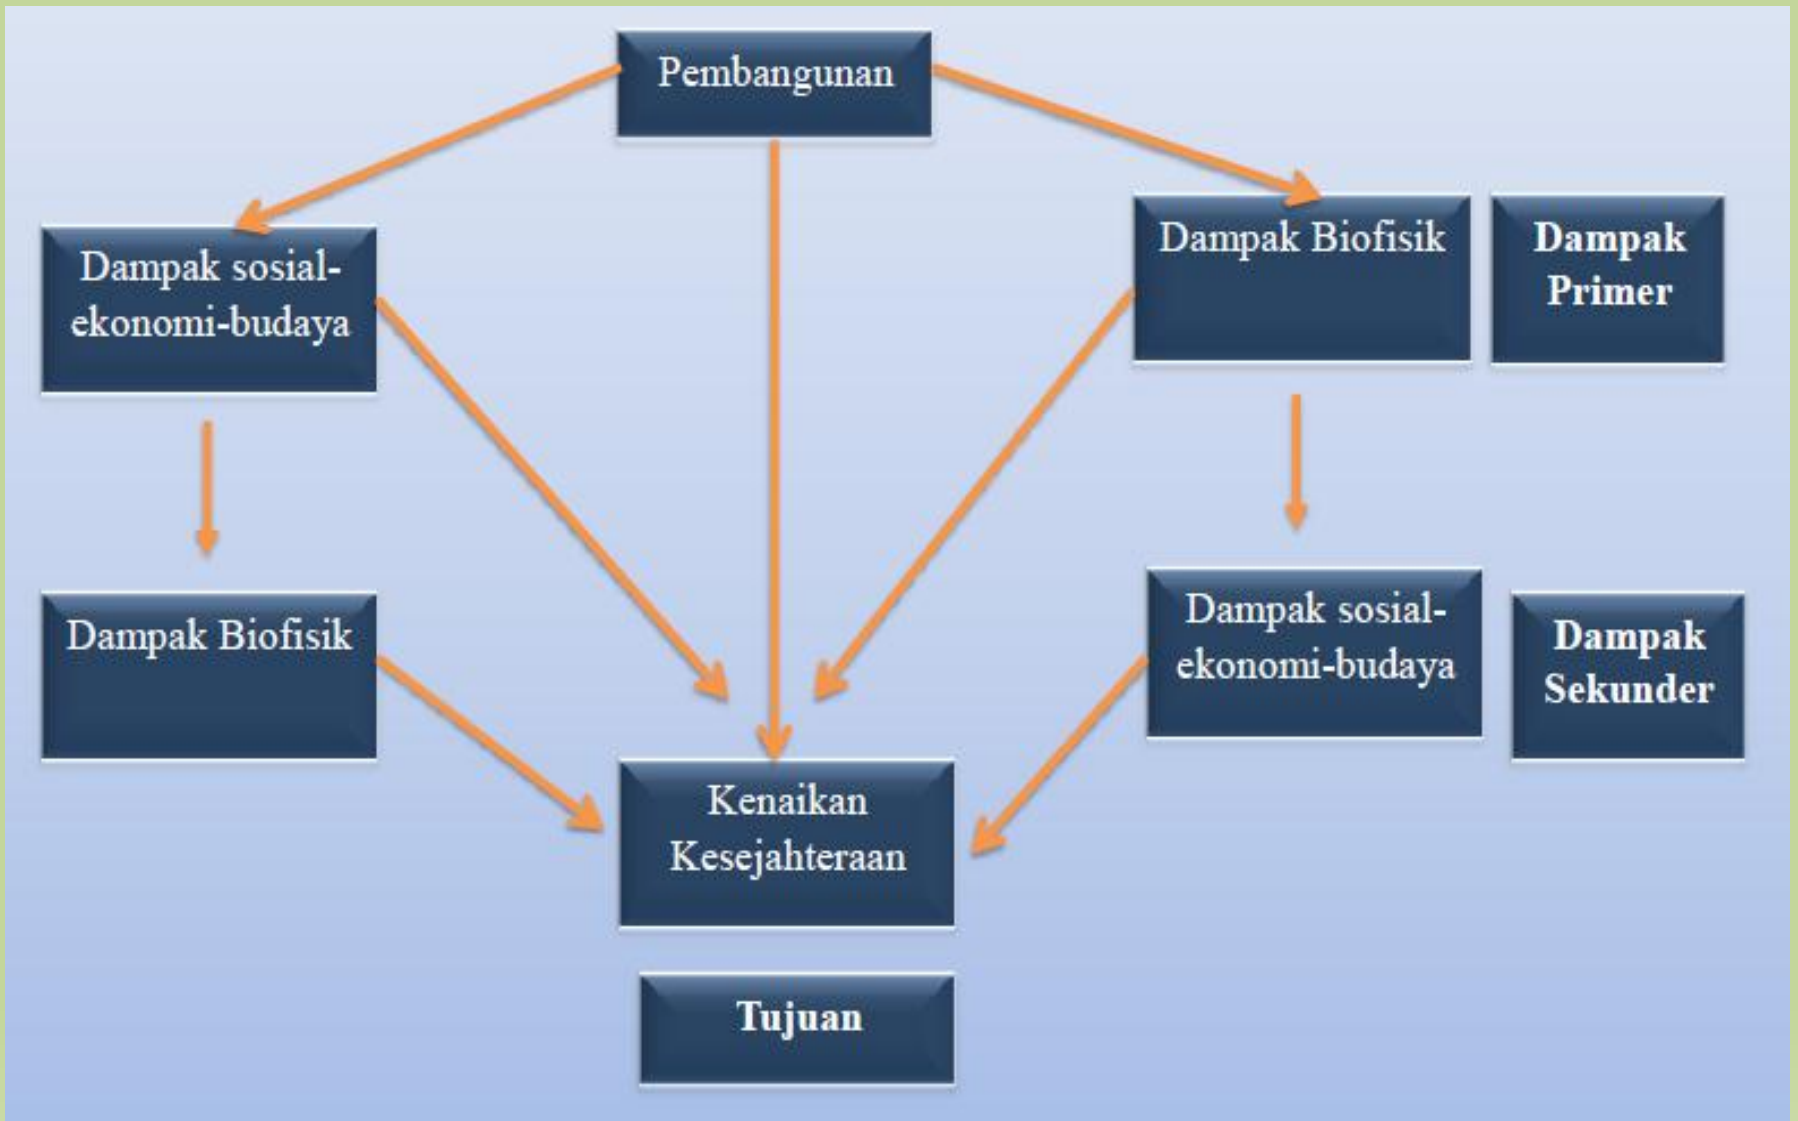 Pembangunan
Dampak sosial-
ekonomi-budaya
Dampak Biofisik
Dampak
Primer
Dampak Biofisik
Dampak sosial-
ekonomi-budaya
Dampak
Sekunder
Kenaikan
Kesejahteraan
Tujuan